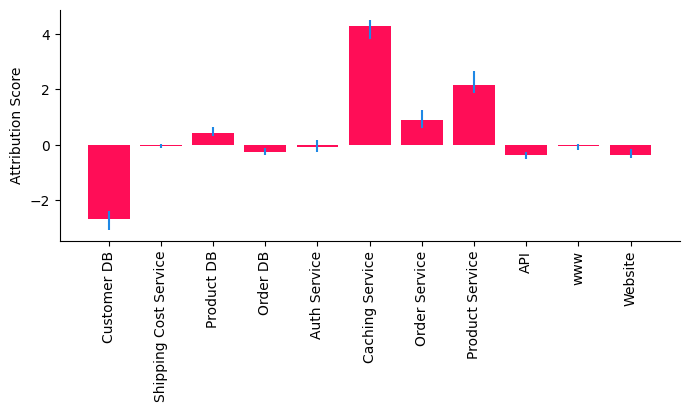 Attribution Score
4
2
0
−2
Customer DB
Shipping Cost Service
Product DB
Order DB
Auth Service
Caching Service
Order Service
Product Service
API
www
Website